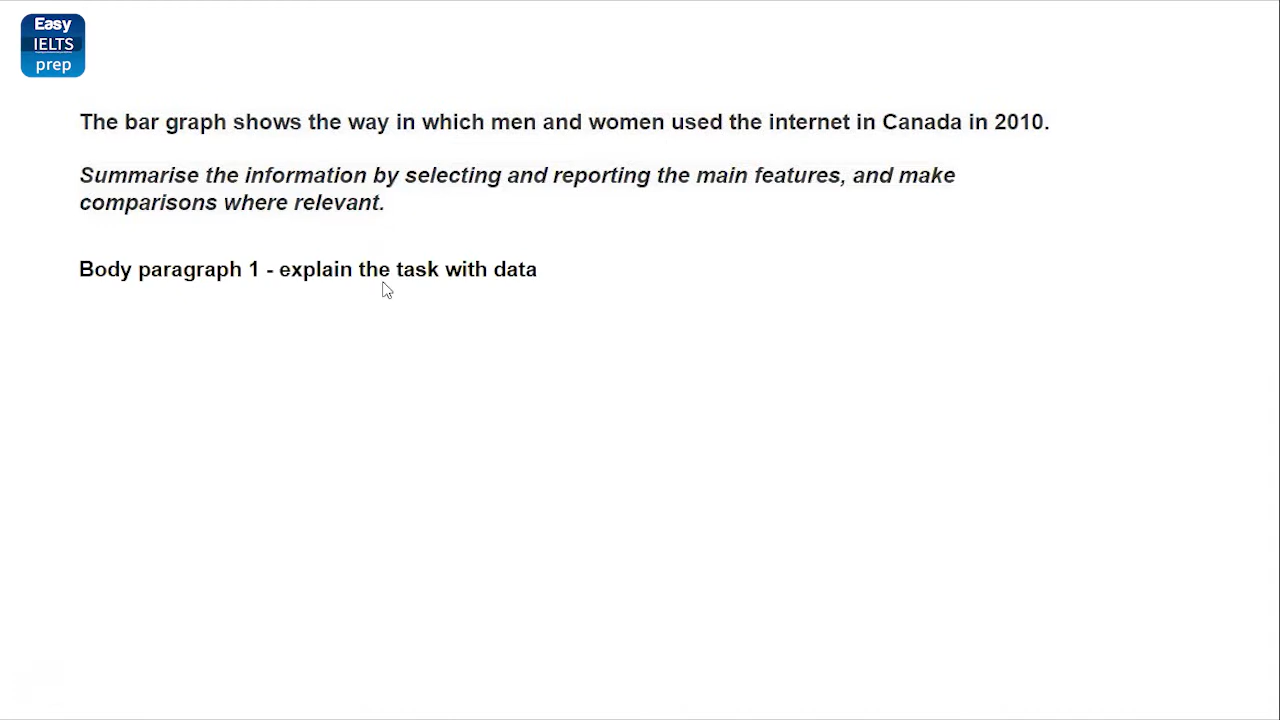 Easy
IELTS
prep
The bar graph shows the way in which men and women used the internet in Canada in 2010.
Summarise the information by selecting and reporting the main features, and make
comparisons where relevant.
Body paragraph 1 - explain the task with data